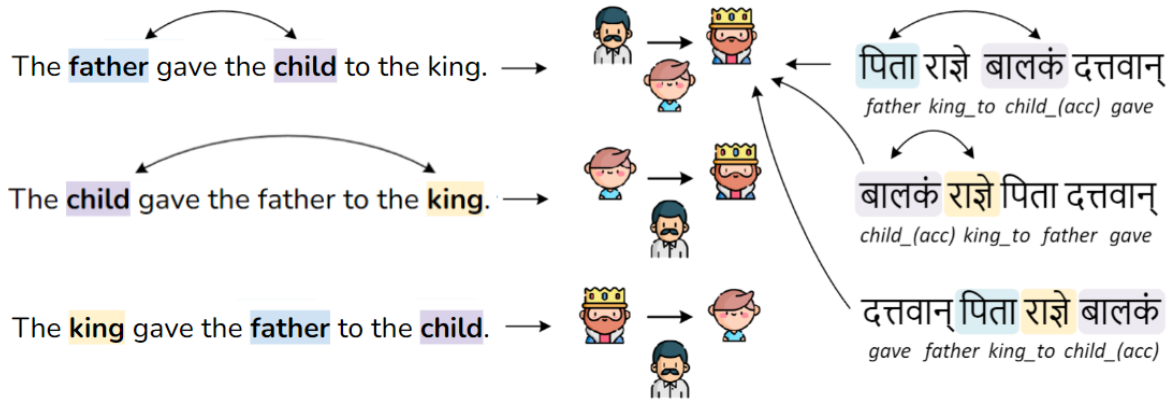 The father gave the child to the king.
पिता राज्ञे बालकं दत्तवान्
father king_to child_(acc) gave
The child gave the father to the king.
बालकं राज्ञे पिता दत्तवान्
child_(acc) king_to father gave
The king gave the father to the child.
दत्तवान् पिता राज्ञे बालकं
gave father king_to child_(acc)